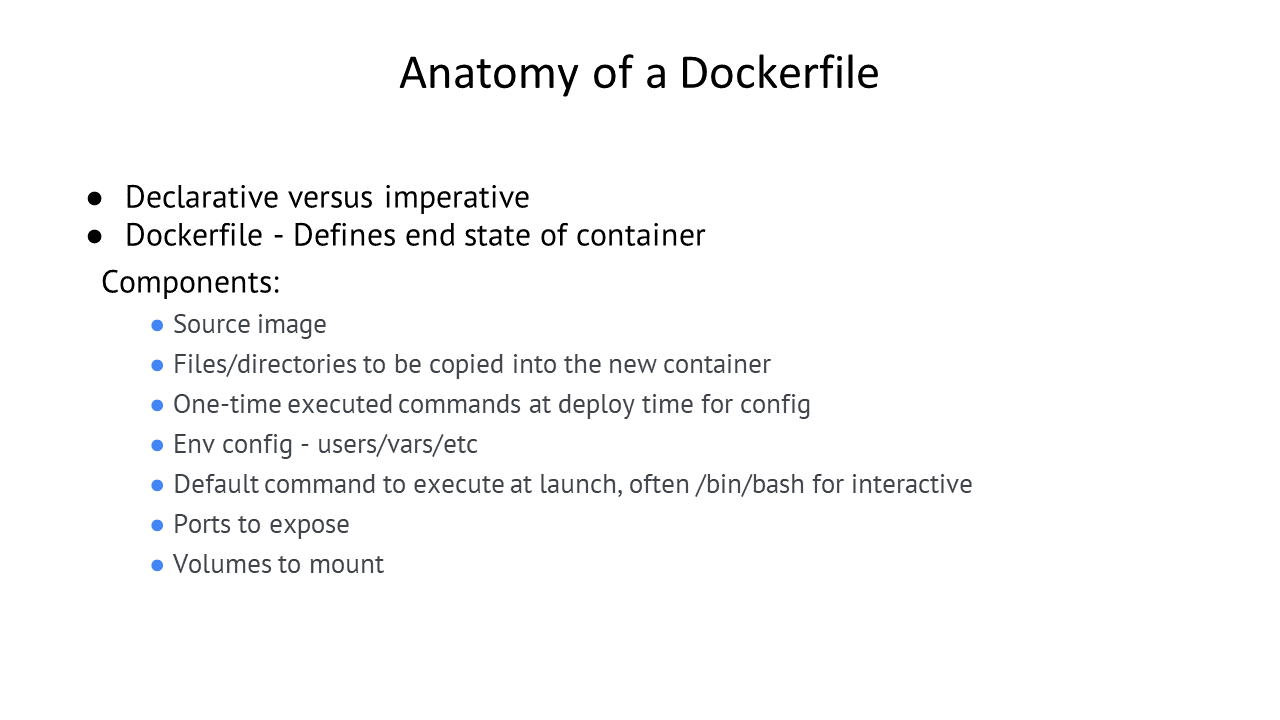 Anatomy of a Dockerfile
● Declarative versus imperative
● Dockerfile - Defines end state of container
Components:
● Source image
● Files/directories to be copied into the new container
● One-time executed commands at deploy time for config
● Env config - users/vars/etc
● Default command to execute at launch, often /bin/bash for interactive
● Ports to expose
● Volumes to mount